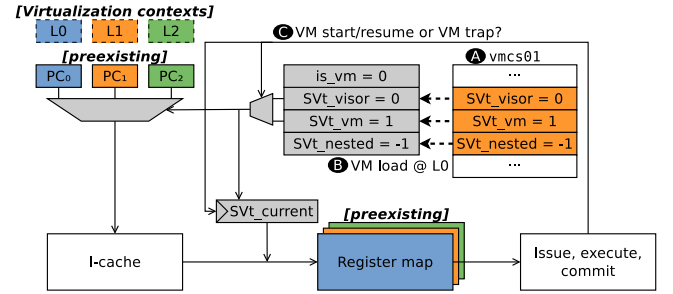 [Virtualization contexts]
L0 L1 L2
[preexisting]
PC₀ PC₁ PC₂
C VM start/resume or VM trap?
A vmcs01
is_vm = 0
SVt_visor = 0
SVt_vm = 1
SVt_nested = -1
...
SVt_visor = 0
SVt_vm = 1
SVt_nested = -1
...
B VM load @ L0
SVt_current
[preexisting]
I-cache
Register map
Issue, execute,
commit